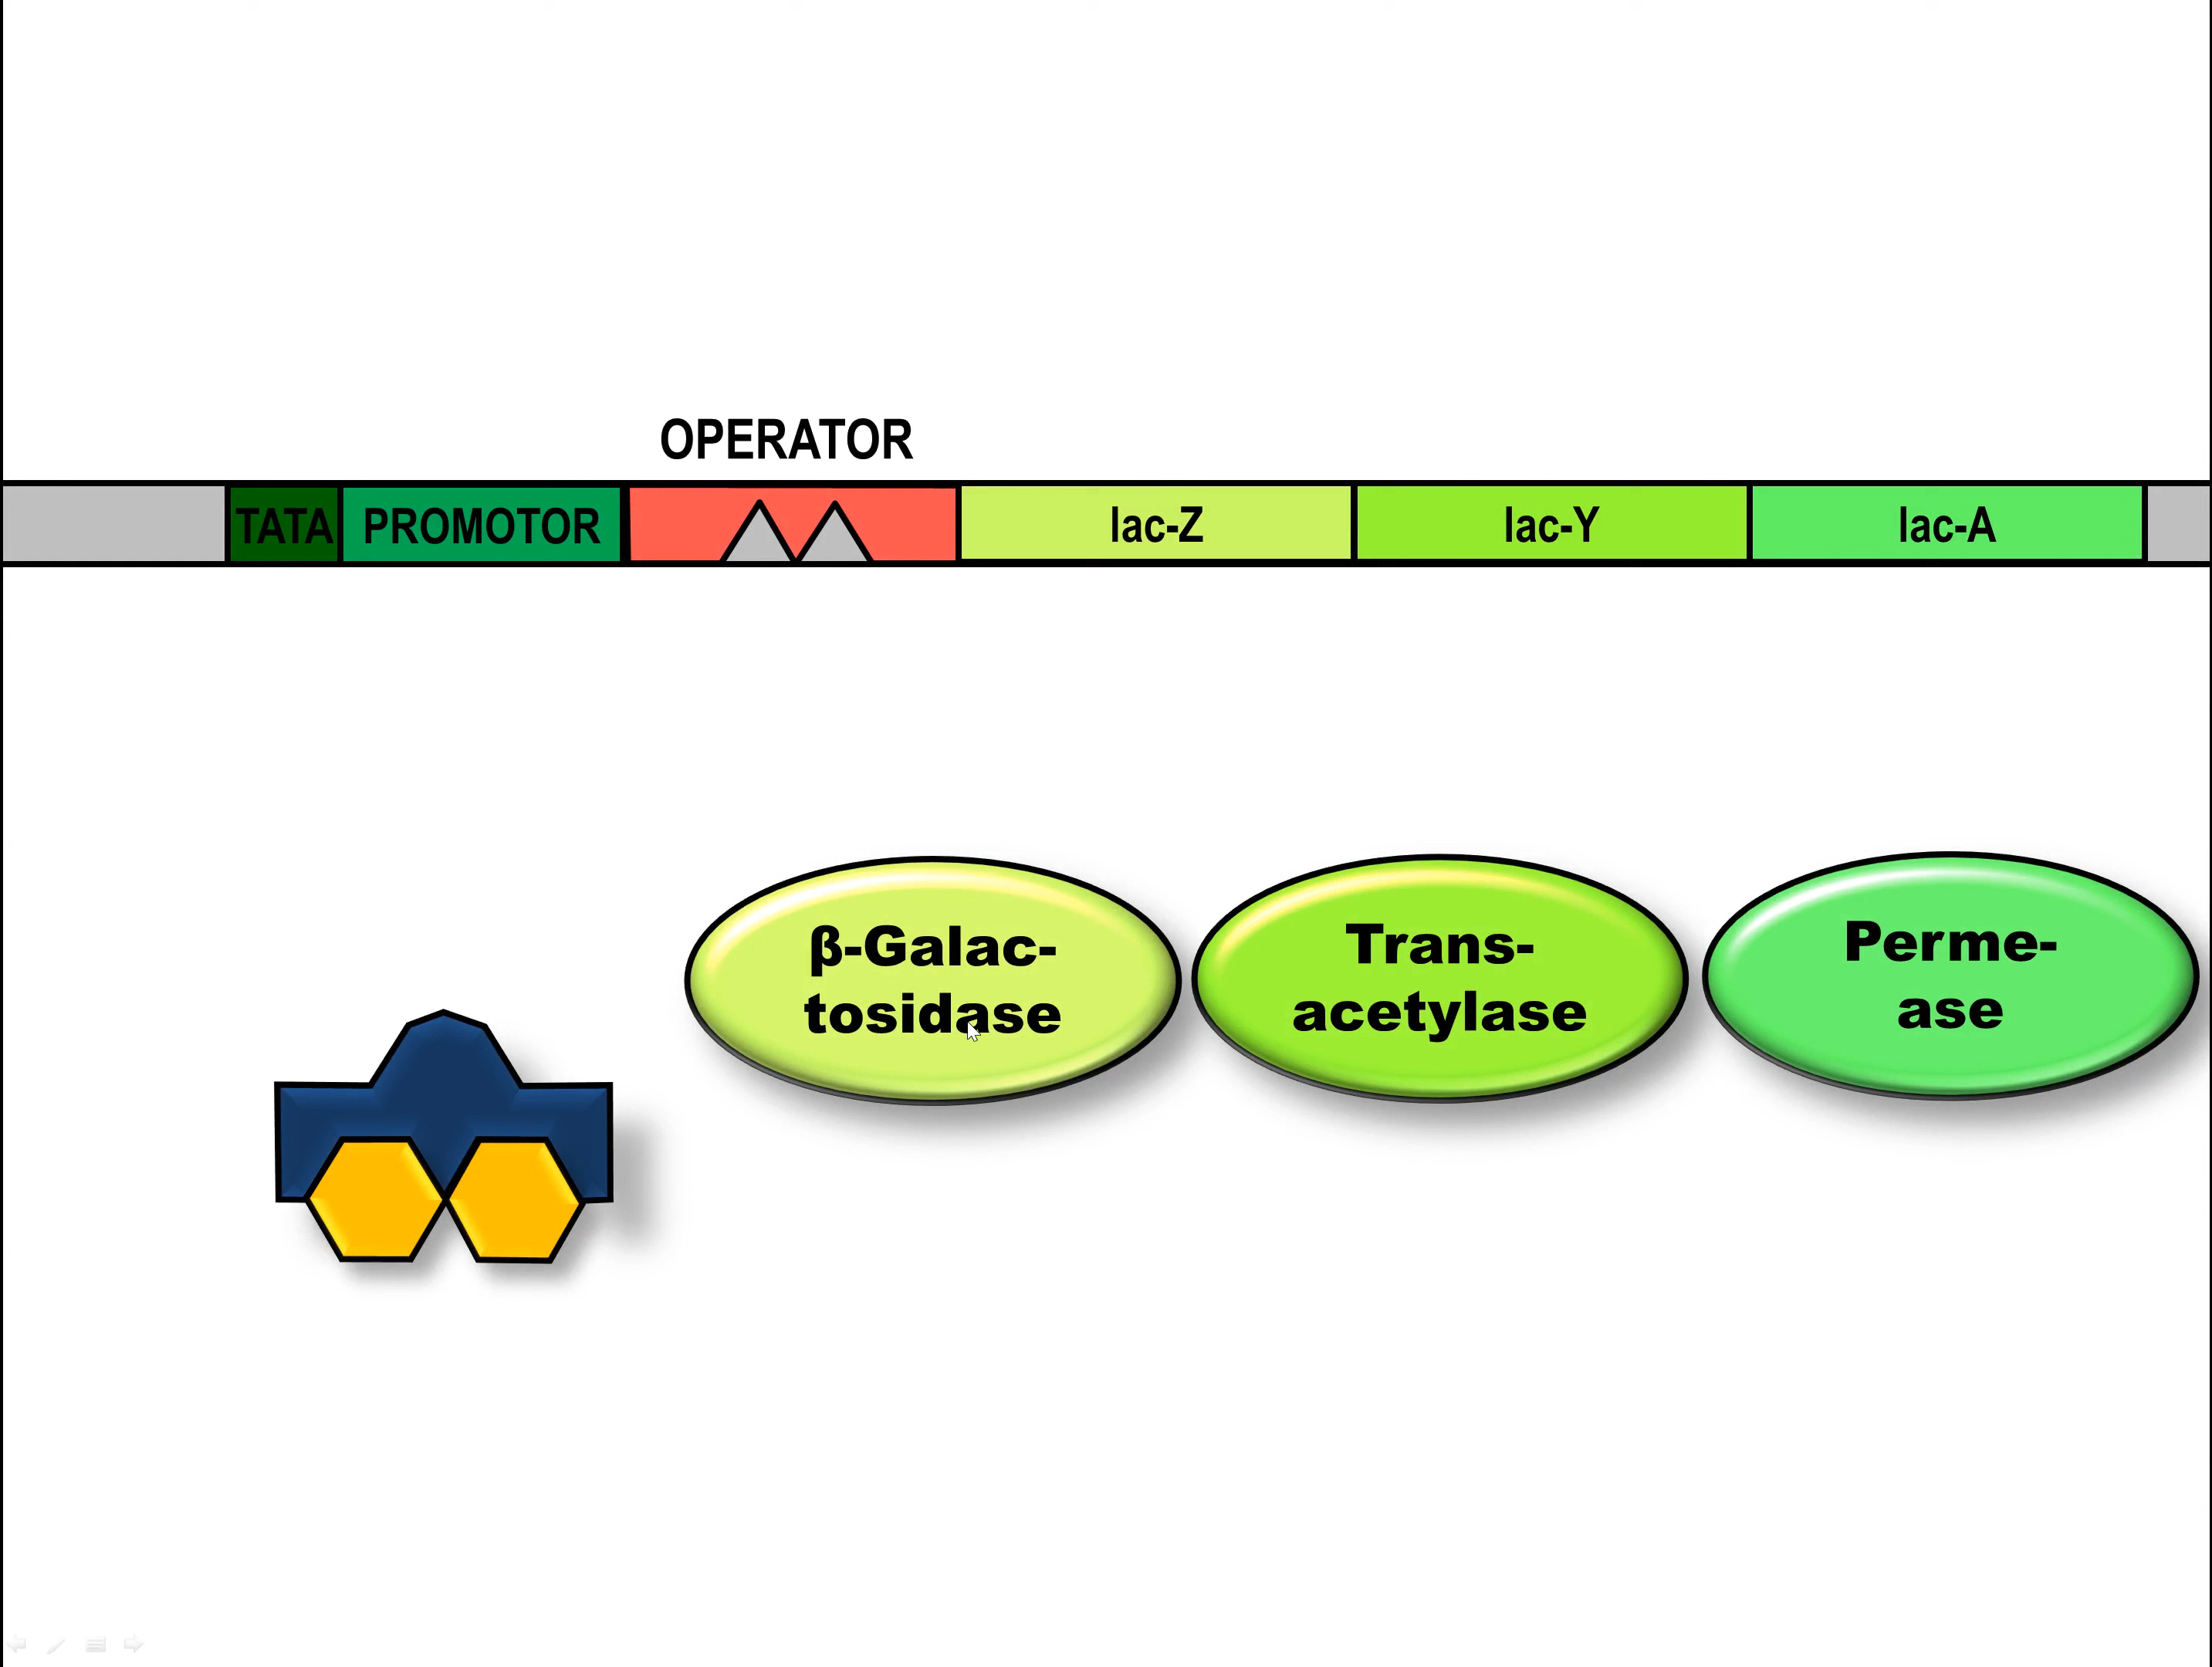 OPERATOR
TATA PROMOTOR lac-Z lac-Y lac-A
β-Galac-
tosidase
Trans-
acetylase
Perme-
ase